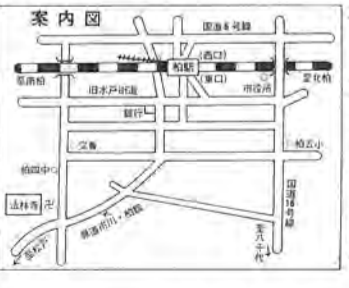 案内図
国道6号線
(西口)
柏駅
(東口)
至南柏
至北柏
旧水戸街道
市役所
銀行
交番
柏五小
柏四中
法林寺
卍
国道16号線
県道市川・柏線
至松戸
至八千代